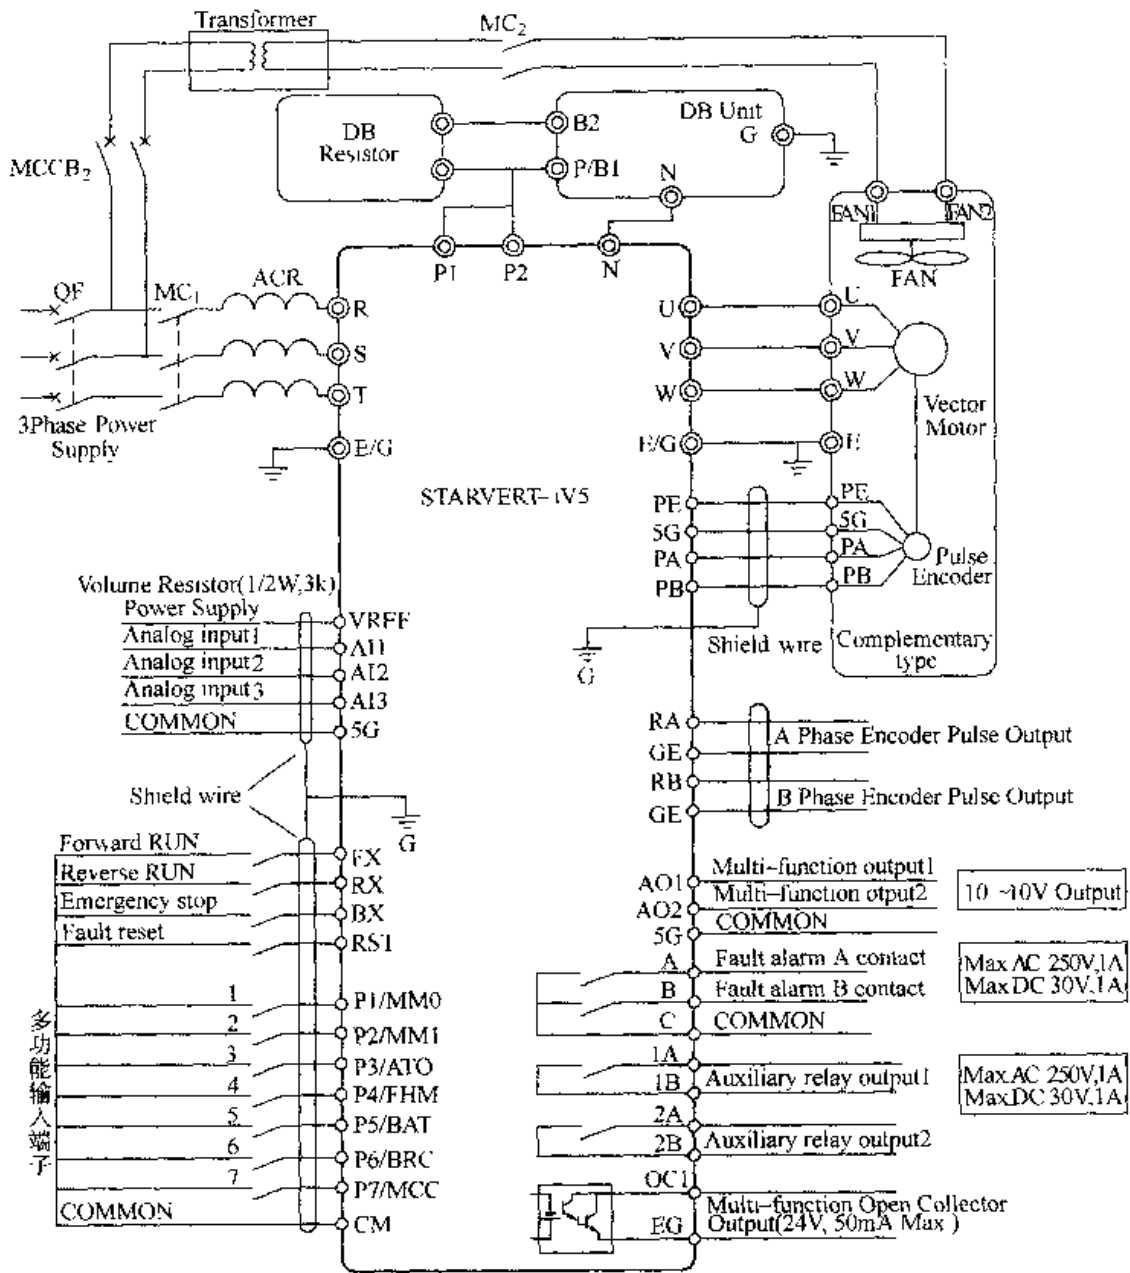 Transformer
MC2
DB Unit
G
B2
DB
Resistor
P/B1
N
MCCB2
FAN1
FAN2
P1
P2
N
FAN
QF
MC1
ACR
R
U
U
S
V
V
T
W
W
3Phase Power
Supply
Vector
Motor
E/G
E/G
E
STARVERT-iV5
PE
PE
5G
5G
PA
PA
PB
PB
Pulse
Encoder
Volume Resistor(1/2W,3k)
Power Supply
VREF
Analog input1
AI1
Analog input2
AI2
Analog input3
AI3
COMMON
5G
G
Shield wire
Complementary
type
RA
A Phase Encoder Pulse Output
GE
RB
B Phase Encoder Pulse Output
GE
Shield wire
G
Forward RUN
FX
Reverse RUN
RX
Emergency stop
BX
Fault reset
RST
Multi-function output1
AO1
Multi-function otput2
AO2
10 ~10V Output
COMMON
5G
A
Fault alarm A contact
B
Fault alarm B contact
C
COMMON
Max AC 250V,1A
Max DC 30V,1A
多功能输入端子
1
P1/MM0
2
P2/MM1
3
P3/ATO
4
P4/FHM
5
P5/BAT
6
P6/BRC
7
P7/MCC
COMMON
CM
1A
1B
Auxiliary relay output1
Max AC 250V,1A
Max DC 30V,1A
2A
2B
Auxiliary relay output2
OC1
EG
Multi-function Open Collector
Output(24V, 50mA Max )